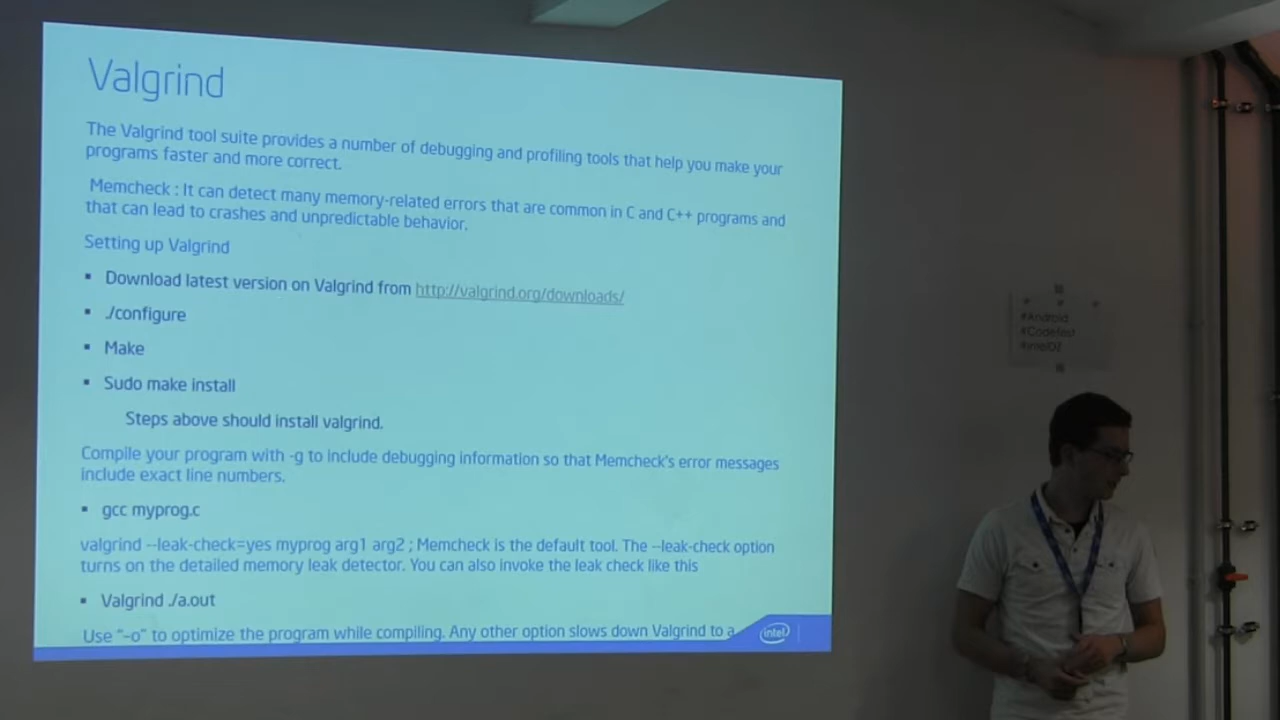 Valgrind
The Valgrind tool suite provides a number of debugging and profiling tools that help you make your
programs faster and more correct.
Memcheck : It can detect many memory-related errors that are common in C and C++ programs and
that can lead to crashes and unpredictable behavior.
Setting up Valgrind
▪ Download latest version on Valgrind from http://valgrind.org/downloads/
▪ ./configure
▪ Make
▪ Sudo make install
Steps above should install valgrind.
Compile your program with -g to include debugging information so that Memcheck's error messages
include exact line numbers.
▪ gcc myprog.c
valgrind --leak-check=yes myprog arg1 arg2 ; Memcheck is the default tool. The --leak-check option
turns on the detailed memory leak detector. You can also invoke the leak check like this
▪ Valgrind ./a.out
Use "-o" to optimize the program while compiling. Any other option slows down Valgrind to a
intel
#Android
#Codefest
#IntelDZ